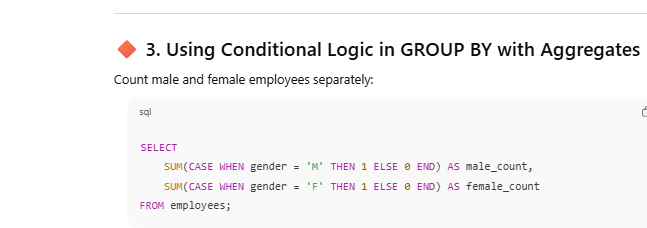 3. Using Conditional Logic in GROUP BY with Aggregates
Count male and female employees separately:
sql
SELECT
    SUM(CASE WHEN gender = 'M' THEN 1 ELSE 0 END) AS male_count,
    SUM(CASE WHEN gender = 'F' THEN 1 ELSE 0 END) AS female_count
FROM employees;